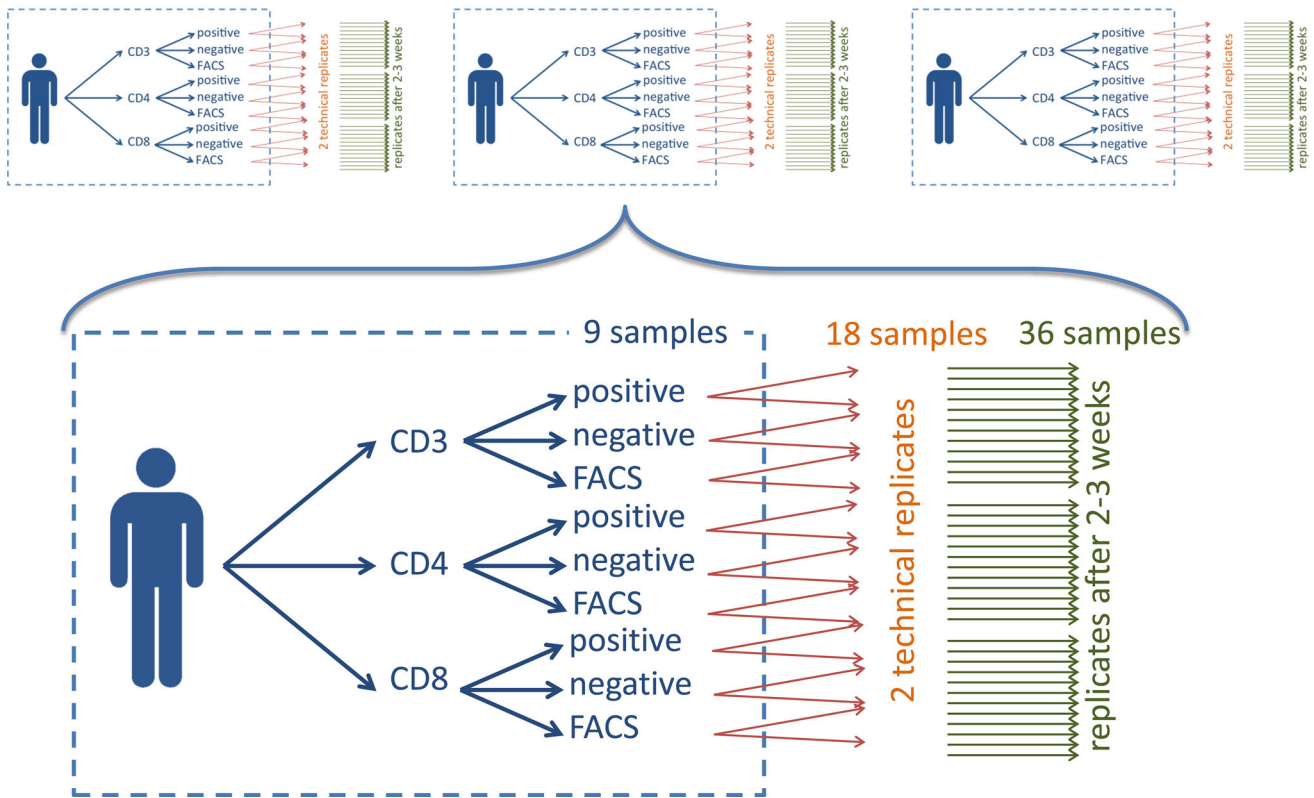 positive
CD3
negative
FACS
positive
CD4
negative
FACS
positive
CD8
negative
FACS
2 technical replicates
replicates after 2-3 weeks
positive
CD3
negative
FACS
positive
CD4
negative
FACS
positive
CD8
negative
FACS
2 technical replicates
replicates after 2-3 weeks
positive
CD3
negative
FACS
positive
CD4
negative
FACS
positive
CD8
negative
FACS
2 technical replicates
replicates after 2-3 weeks
9 samples
18 samples
36 samples
positive
CD3
negative
FACS
positive
CD4
negative
FACS
positive
CD8
negative
FACS
2 technical replicates
replicates after 2-3 weeks